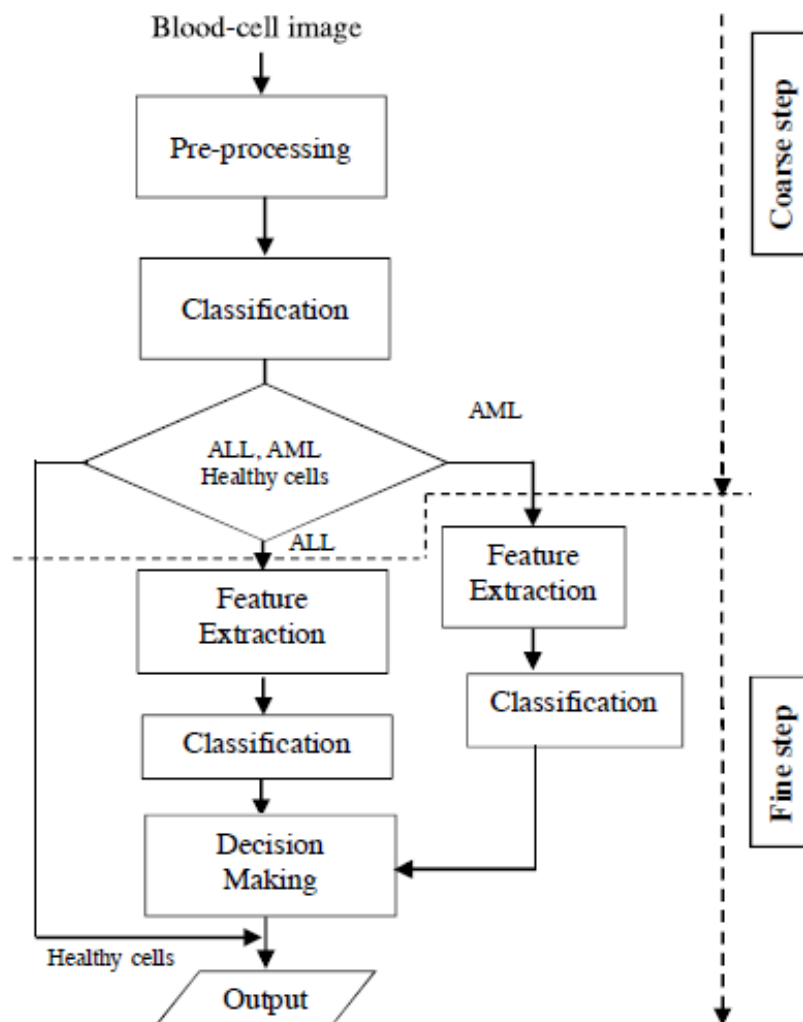 Blood-cell image
Pre-processing
Coarse step
Classification
AML
ALL, AML
Healthy cells
ALL
Feature
Extraction
Feature
Extraction
Classification
Classification
Fine step
Decision
Making
Healthy cells
Output